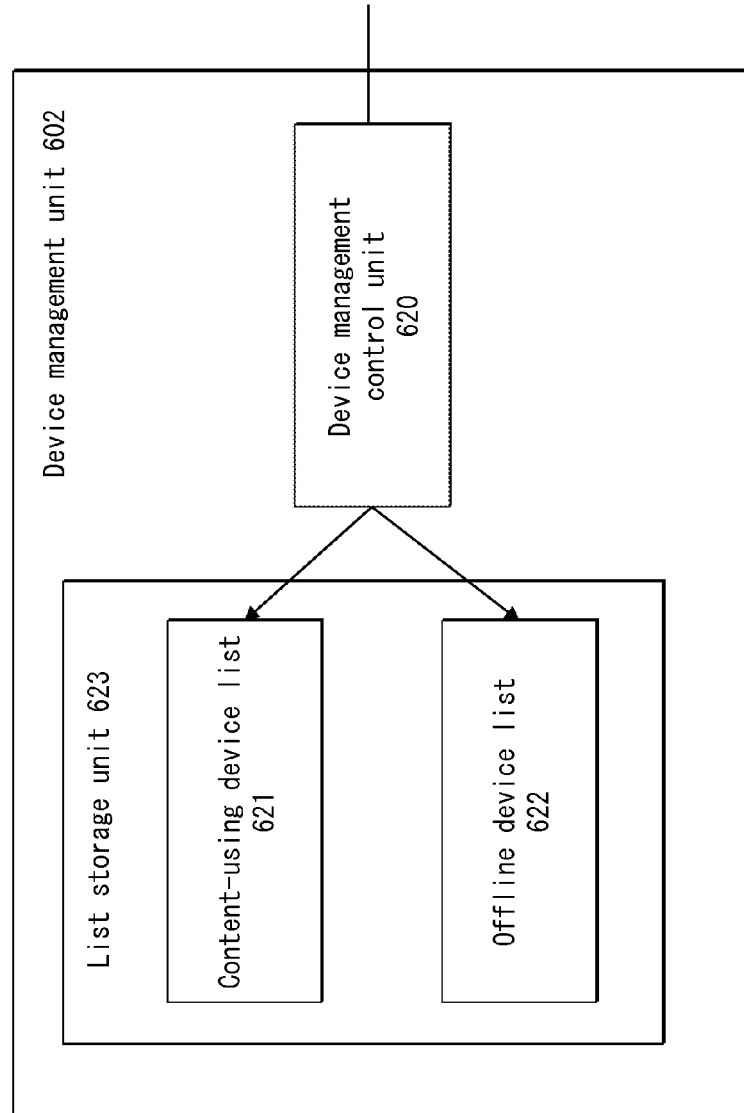 Device management unit 602
List storage unit 623
Content-using device list
621
Offline device list
622
Device management
control unit
620